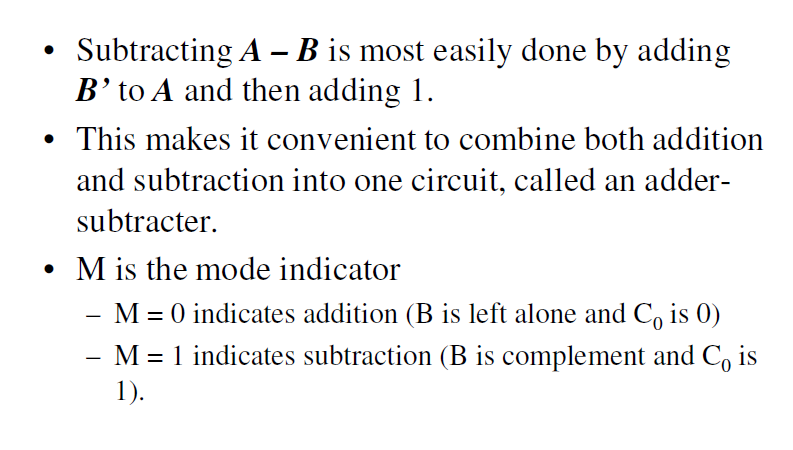 • Subtracting A – B is most easily done by adding
B’ to A and then adding 1.
• This makes it convenient to combine both addition
and subtraction into one circuit, called an adder-
subtracter.
• M is the mode indicator
– M = 0 indicates addition (B is left alone and C₀ is 0)
– M = 1 indicates subtraction (B is complement and C₀ is
1).